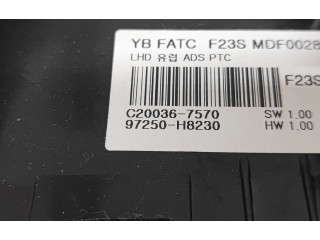 YB FATC F23S MDF0028
LHD 유럽 ADS PTC
F23S
C20036-7570 SW 1.00
97250-H8230 HW 1.00